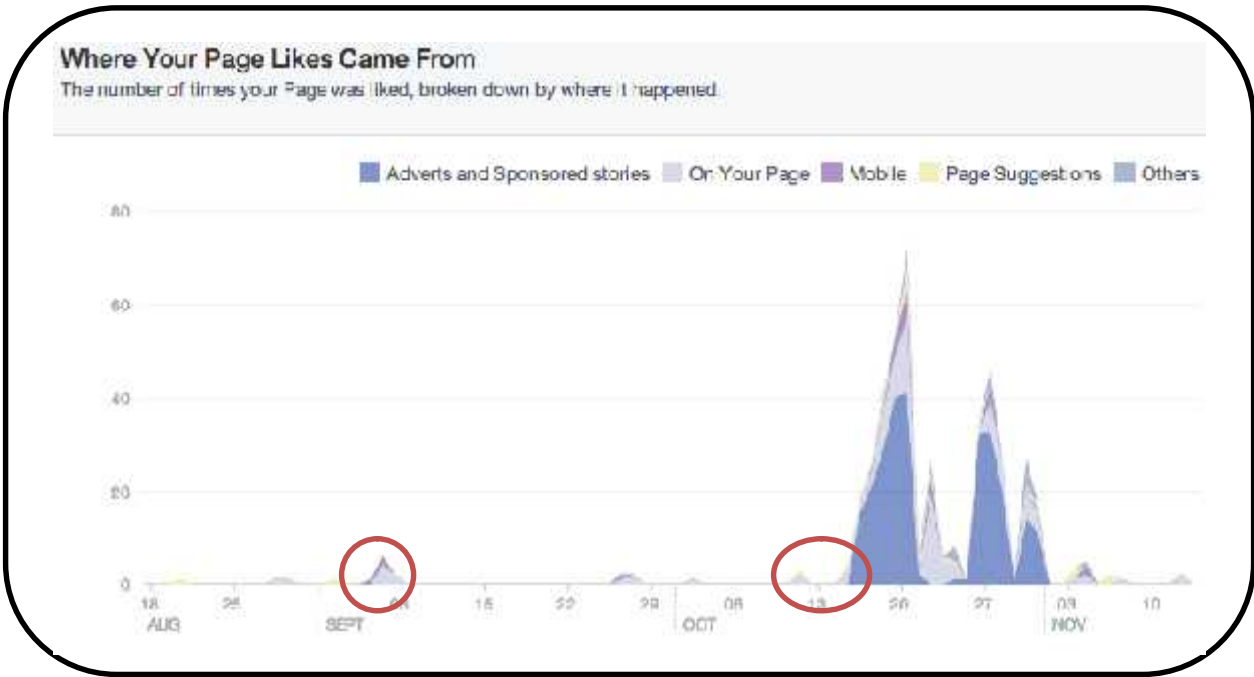 Where Your Page Likes Came From
The number of times your Page was liked, broken down by where it happened.
Adverts and Sponsored stories On Your Page Mobile Page Suggestions Others
80
60
40
20
0
18 25 08 15 22 29 06 13 20 27 03 10
AUG SEPT OCT NOV